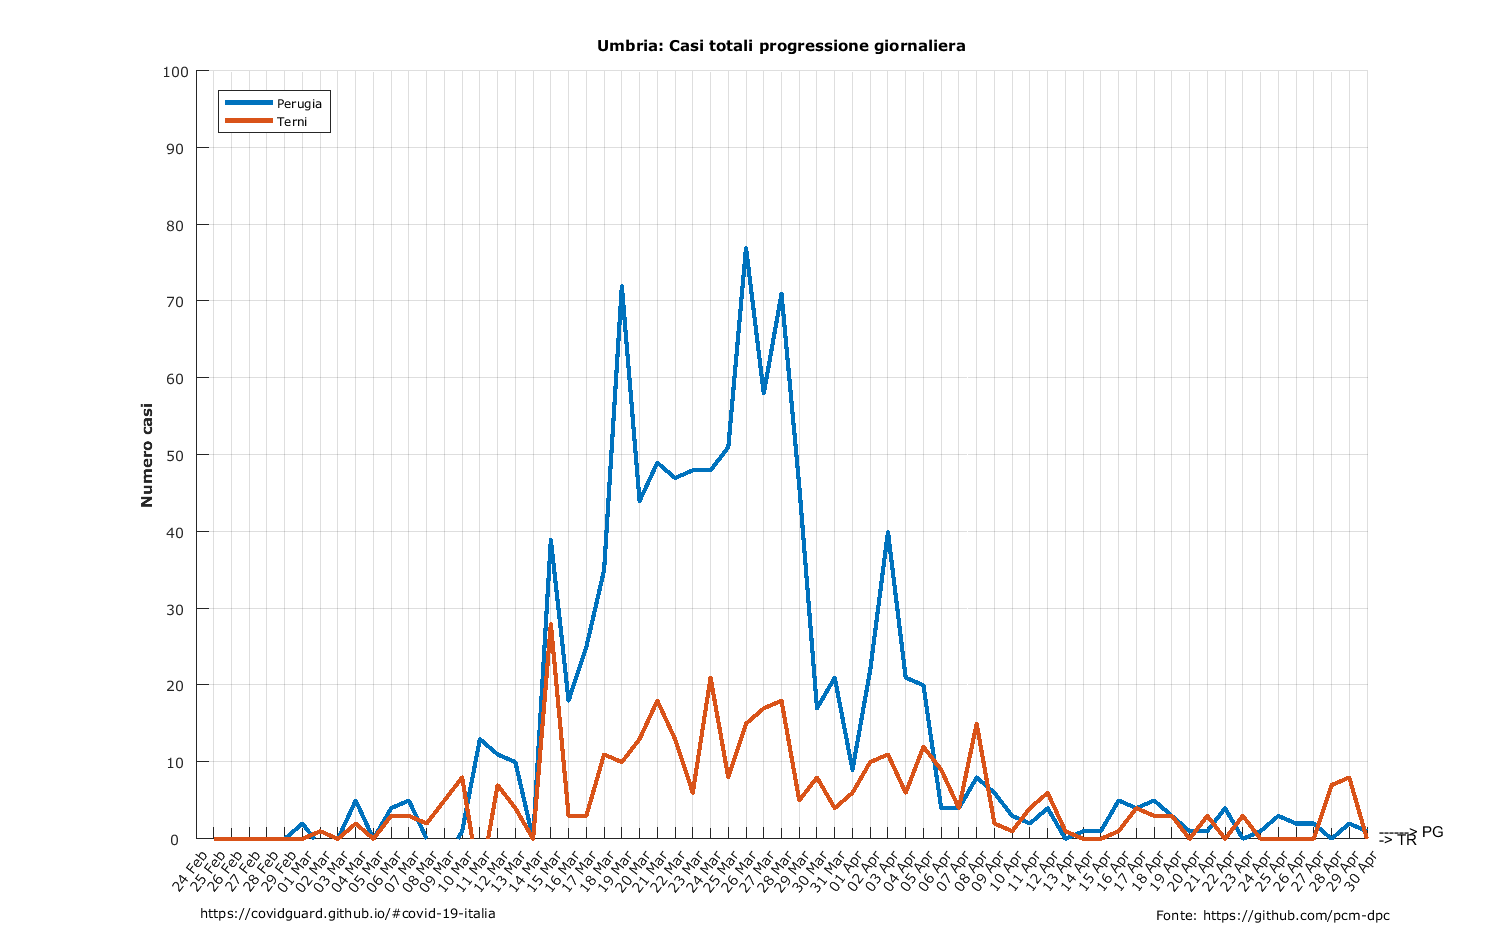 Umbria: Casi totali progressione giornaliera
Perugia
Terni
Numero casi
100
90
80
70
60
50
40
30
20
10
0
24 Feb
25 Feb
26 Feb
27 Feb
28 Feb
29 Feb
01 Mar
02 Mar
03 Mar
04 Mar
05 Mar
06 Mar
07 Mar
08 Mar
09 Mar
10 Mar
11 Mar
12 Mar
13 Mar
14 Mar
15 Mar
16 Mar
17 Mar
18 Mar
19 Mar
20 Mar
21 Mar
22 Mar
23 Mar
24 Mar
25 Mar
26 Mar
27 Mar
28 Mar
29 Mar
30 Mar
31 Mar
01 Apr
02 Apr
03 Apr
04 Apr
05 Apr
06 Apr
07 Apr
08 Apr
09 Apr
10 Apr
11 Apr
12 Apr
13 Apr
14 Apr
15 Apr
16 Apr
17 Apr
18 Apr
19 Apr
20 Apr
21 Apr
22 Apr
23 Apr
24 Apr
25 Apr
26 Apr
27 Apr
28 Apr
29 Apr
30 Apr
------> PG
-> TR
https://covidguard.github.io/#covid-19-italia
Fonte: https://github.com/pcm-dpc